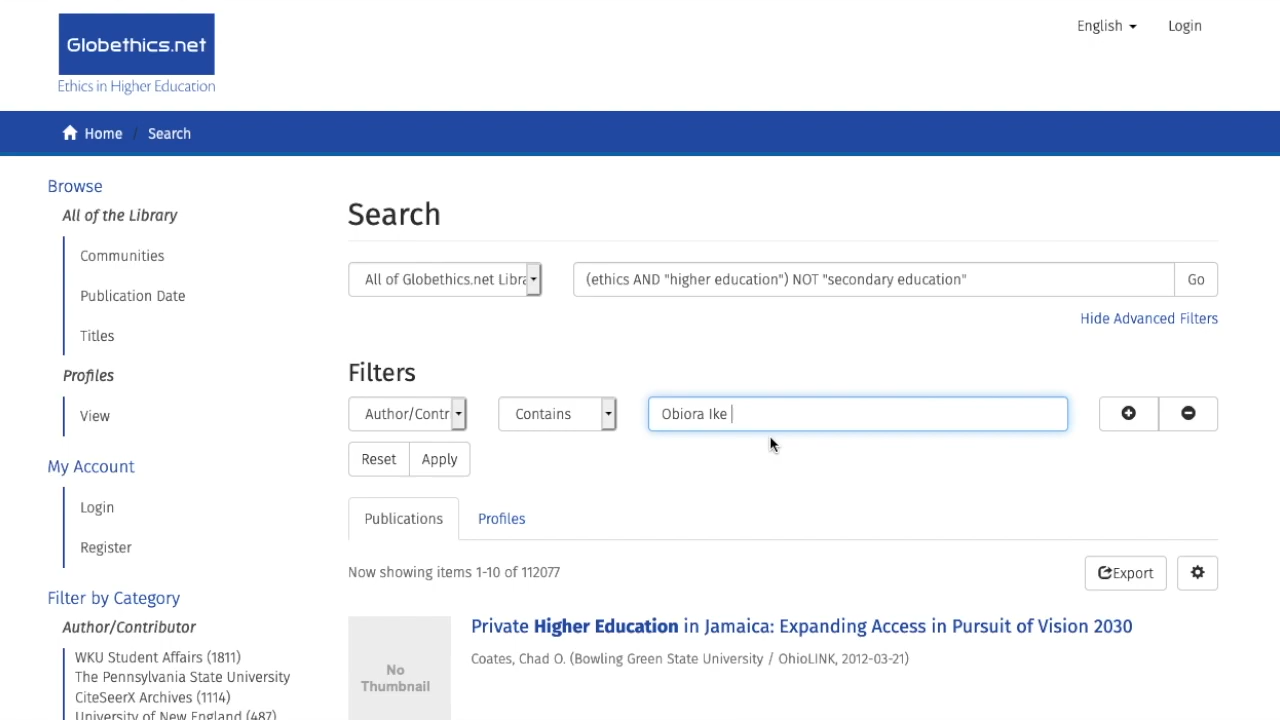 Globethics.net
Ethics in Higher Education
English
Login
Home / Search
Browse
All of the Library
Communities
Publication Date
Titles
Profiles
View
My Account
Login
Register
Filter by Category
Author/Contributor
WKU Student Affairs (1811)
The Pennsylvania State University
CiteSeerX Archives (1114)
University of New England (487)
Search
All of Globethics.net Libra
(ethics AND "higher education") NOT "secondary education"
Go
Hide Advanced Filters
Filters
Author/Contr
Contains
Obiora Ike
Reset
Apply
Publications
Profiles
Now showing items 1-10 of 112077
Export
No
Thumbnail
Private Higher Education in Jamaica: Expanding Access in Pursuit of Vision 2030
Coates, Chad O. (Bowling Green State University / OhioLINK, 2012-03-21)